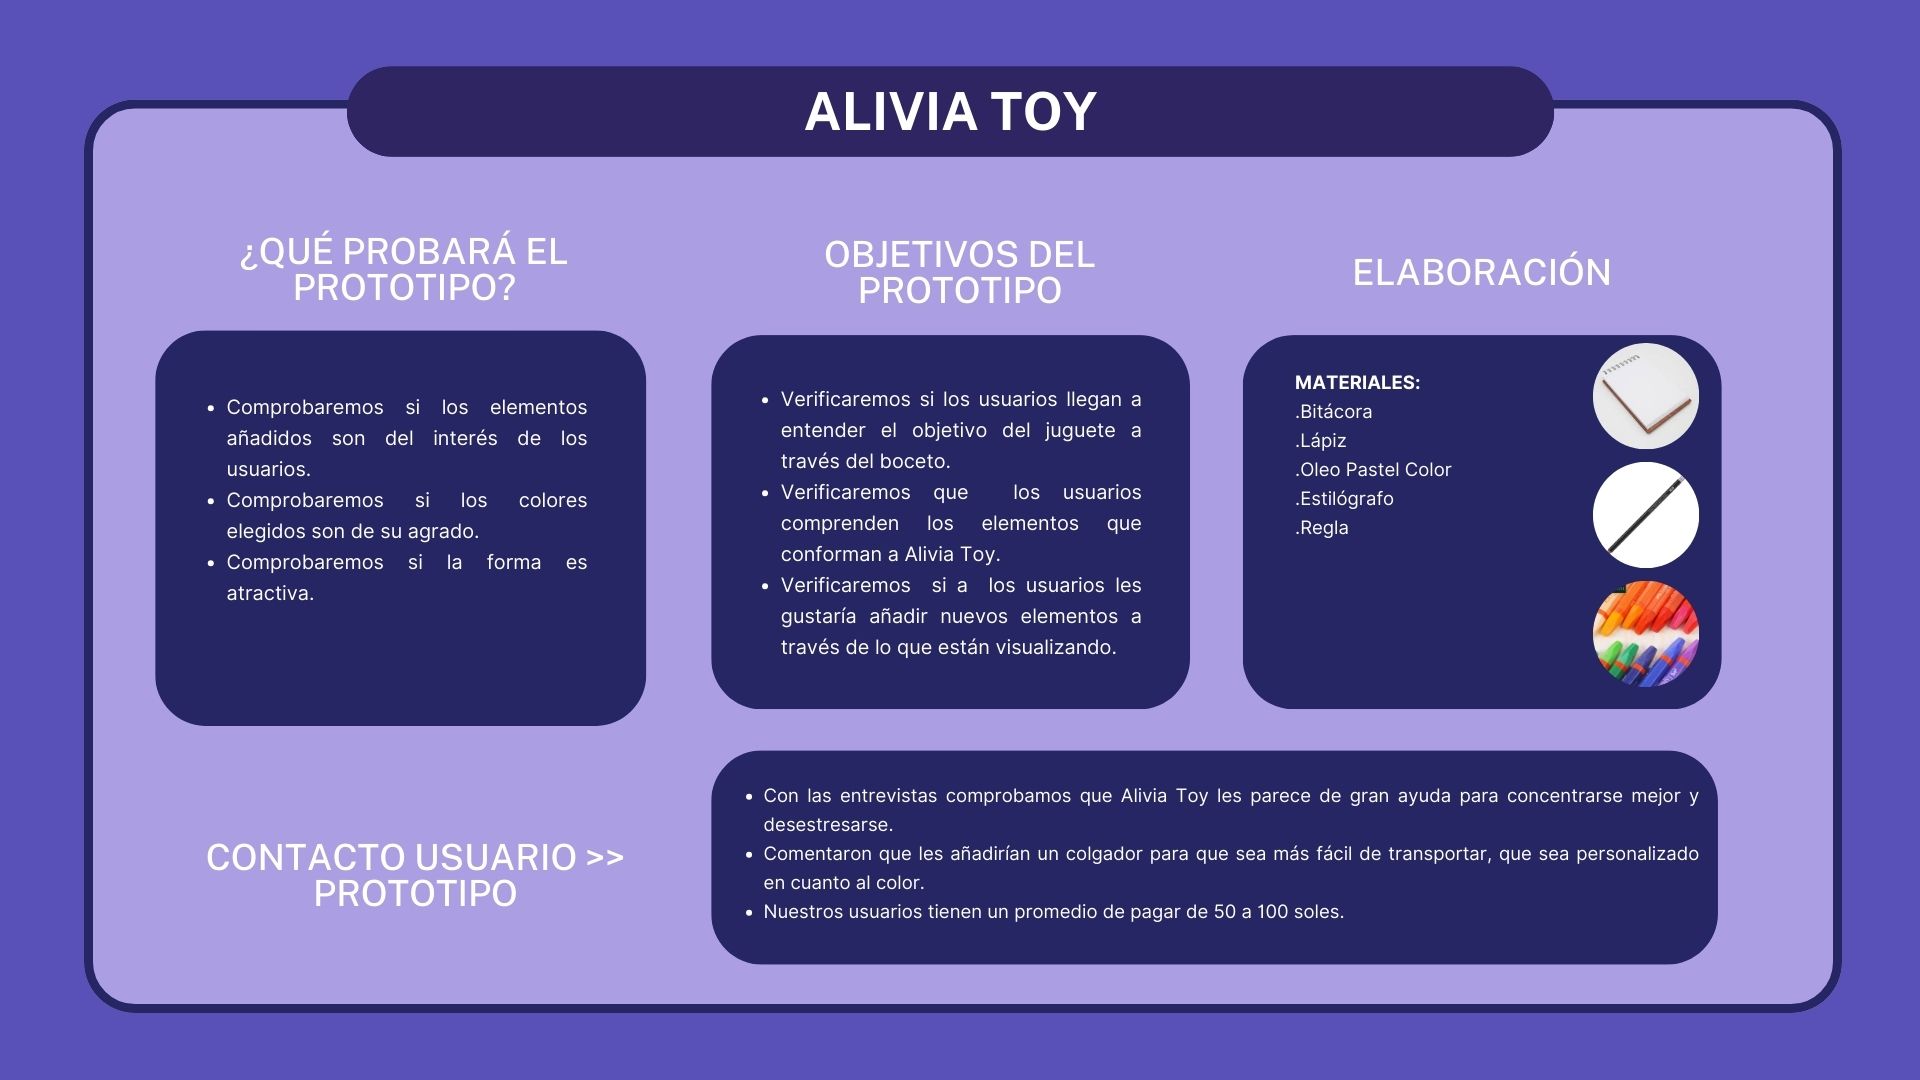 ALIVIA TOY
¿QUÉ PROBARÁ EL
PROTOTIPO?
Comprobaremos si los elementos
añadidos son del interés de los
usuarios.
Comprobaremos si los colores
elegidos son de su agrado.
Comprobaremos si la forma es
atractiva.
OBJETIVOS DEL
PROTOTIPO
Verificaremos si los usuarios llegan a
entender el objetivo del juguete a
través del boceto.
Verificaremos que los usuarios
comprenden los elementos que
conforman a Alivia Toy.
Verificaremos si a los usuarios les
gustaría añadir nuevos elementos a
través de lo que están visualizando.
ELABORACIÓN
MATERIALES:
.Bitácora
.Lápiz
.Oleo Pastel Color
.Estilógrafo
.Regla
CONTACTO USUARIO >>
PROTOTIPO
Con las entrevistas comprobamos que Alivia Toy les parece de gran ayuda para concentrarse mejor y
desestresarse.
Comentaron que les añadirían un colgador para que sea más fácil de transportar, que sea personalizado
en cuanto al color.
Nuestros usuarios tienen un promedio de pagar de 50 a 100 soles.